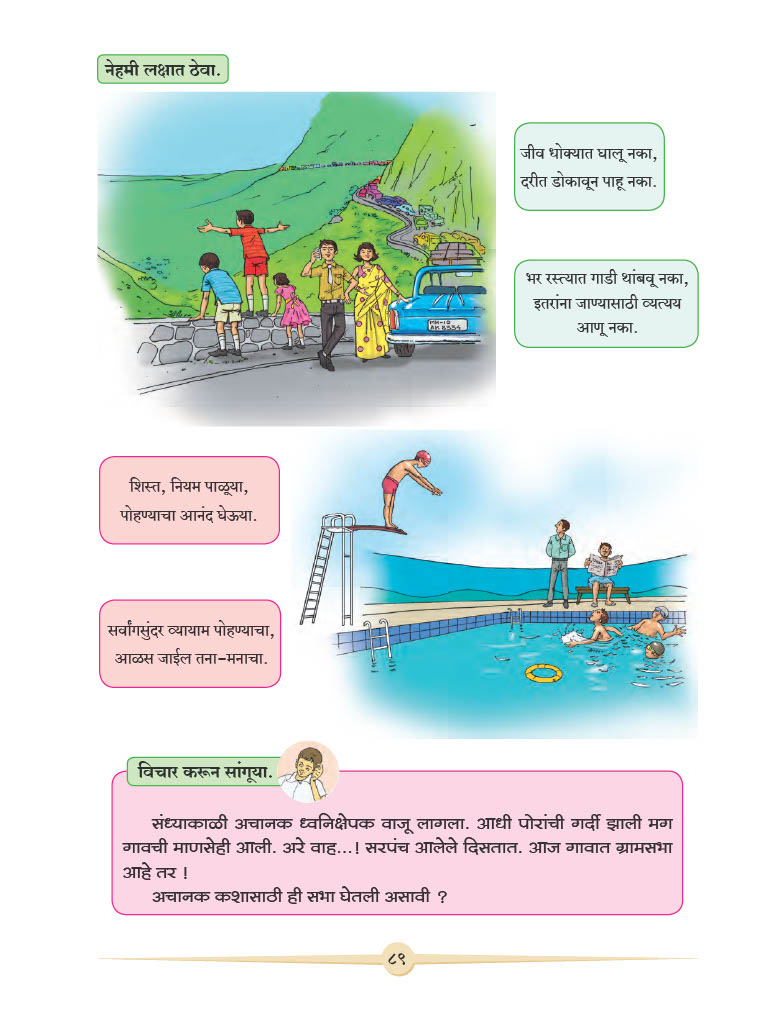 नेहमी लक्षात ठेवा.
जीव धोक्यात घालू नका,
दरीत डोकावून पाहू नका.
भर रस्त्यात गाडी थांबवू नका,
इतरांना जाण्यासाठी व्यत्यय
आणू नका.
MH-10
AK 8554
शिस्त, नियम पाळूया,
पोहण्याचा आनंद घेऊया.
सर्वांगसुंदर व्यायाम पोहण्याचा,
आळस जाईल तना-मनाचा.
विचार करून सांगूया.
संध्याकाळी अचानक ध्वनिक्षेपक वाजू लागला. आधी पोरांची गर्दी झाली मग
गावची माणसेही आली. अरे वाह...! सरपंच आलेले दिसतात. आज गावात ग्रामसभा
आहे तर !
अचानक कशासाठी ही सभा घेतली असावी ?
८९